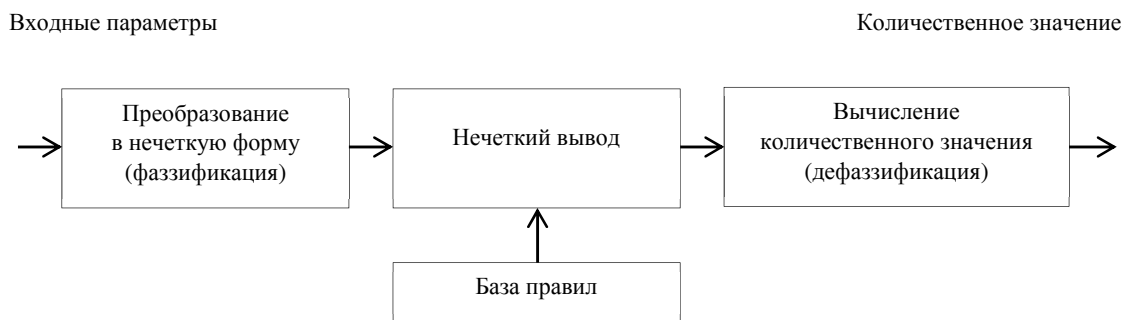 Входные параметры
Количественное значение
Преобразование
в нечеткую форму
(фаззификация)
Нечеткий вывод
Вычисление
количественного значения
(дефаззификация)
База правил